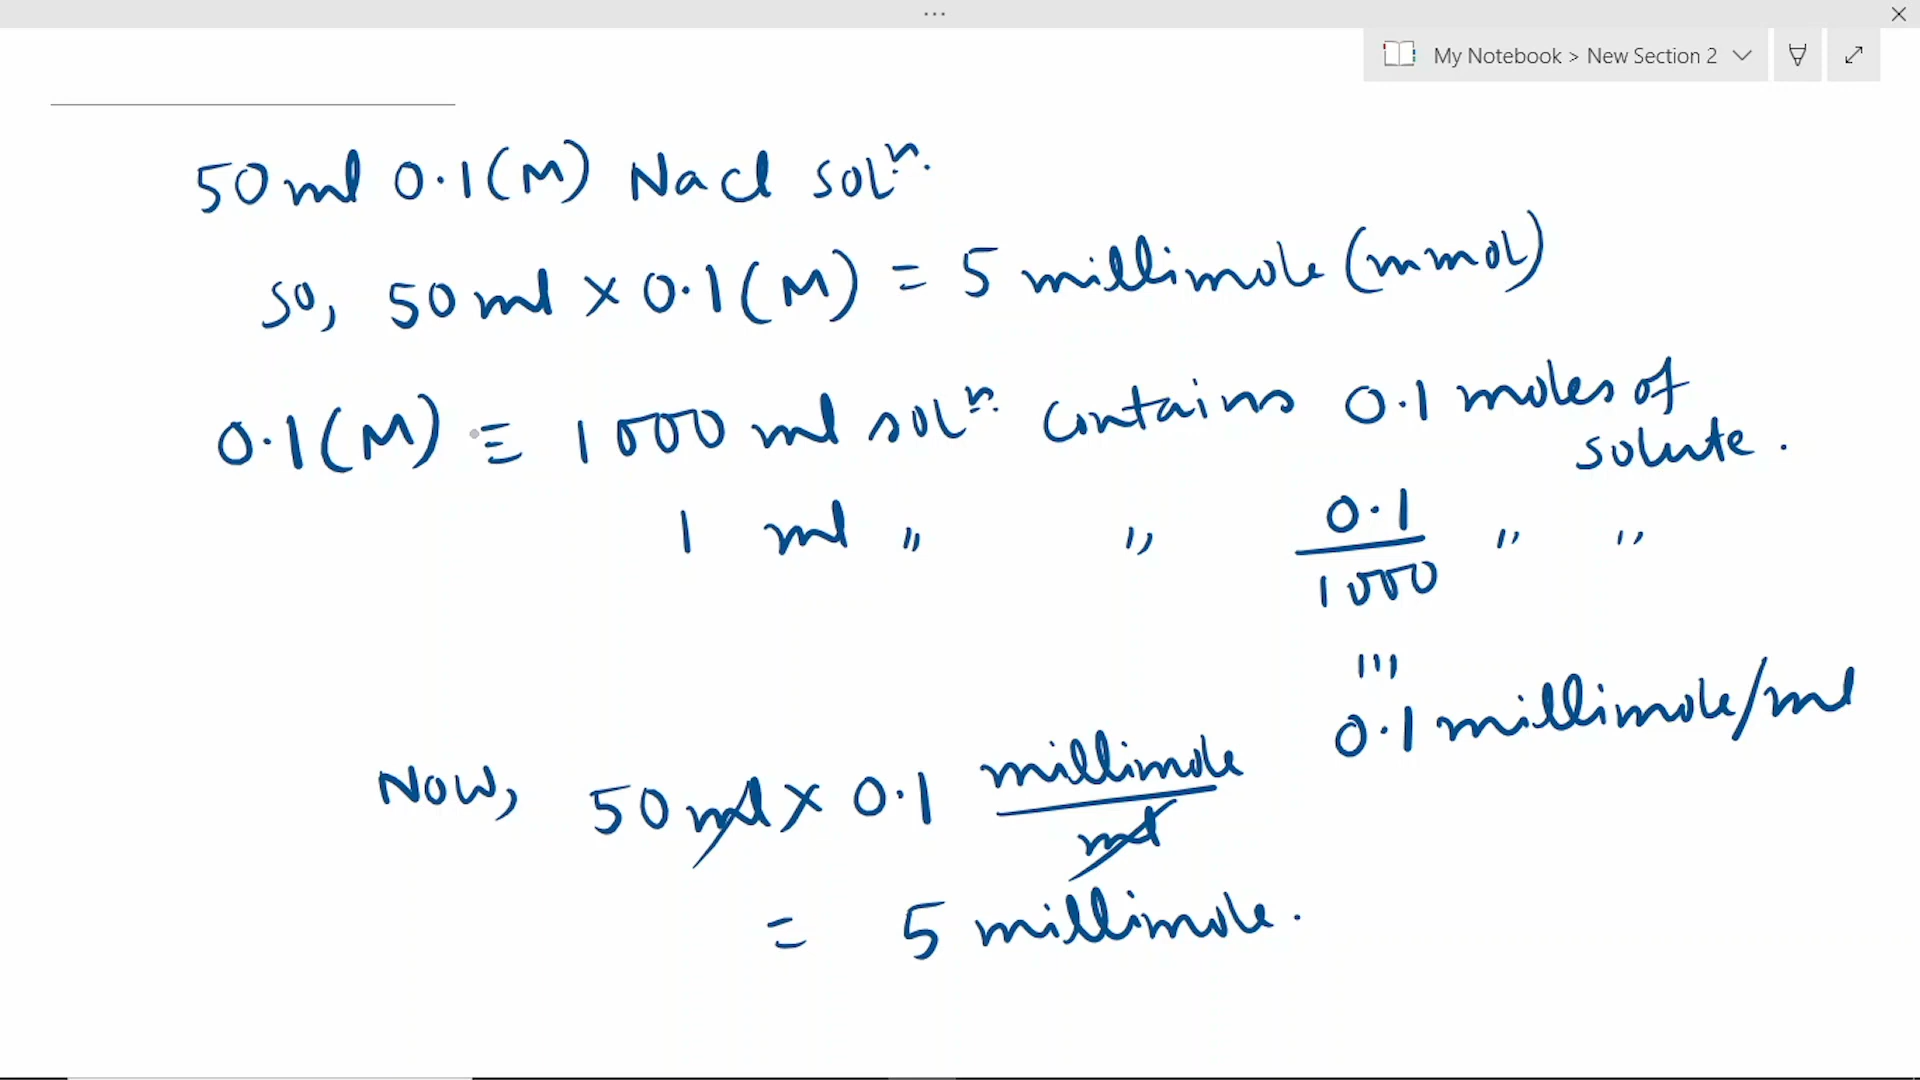 ...
My Notebook > New Section 2
50 ml 0.1(M) NaCl solⁿ.
so, 50 ml × 0.1(M) = 5 millimole (mmol)
0.1(M) ≡ 1000 ml solⁿ. contains 0.1 moles of
solute.
1 ml " " 0.1/1000 " "
|||
0.1 millimole/ml
Now, 50 ml × 0.1 millimole/ml
= 5 millimole.